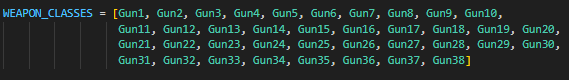 WEAPON_CLASSES = [Gun1, Gun2, Gun3, Gun4, Gun5, Gun6, Gun7, Gun8, Gun9, Gun10,
Gun11, Gun12, Gun13, Gun14, Gun15, Gun16, Gun17, Gun18, Gun19, Gun20,
Gun21, Gun22, Gun23, Gun24, Gun25, Gun26, Gun27, Gun28, Gun29, Gun30,
Gun31, Gun32, Gun33, Gun34, Gun35, Gun36, Gun37, Gun38]